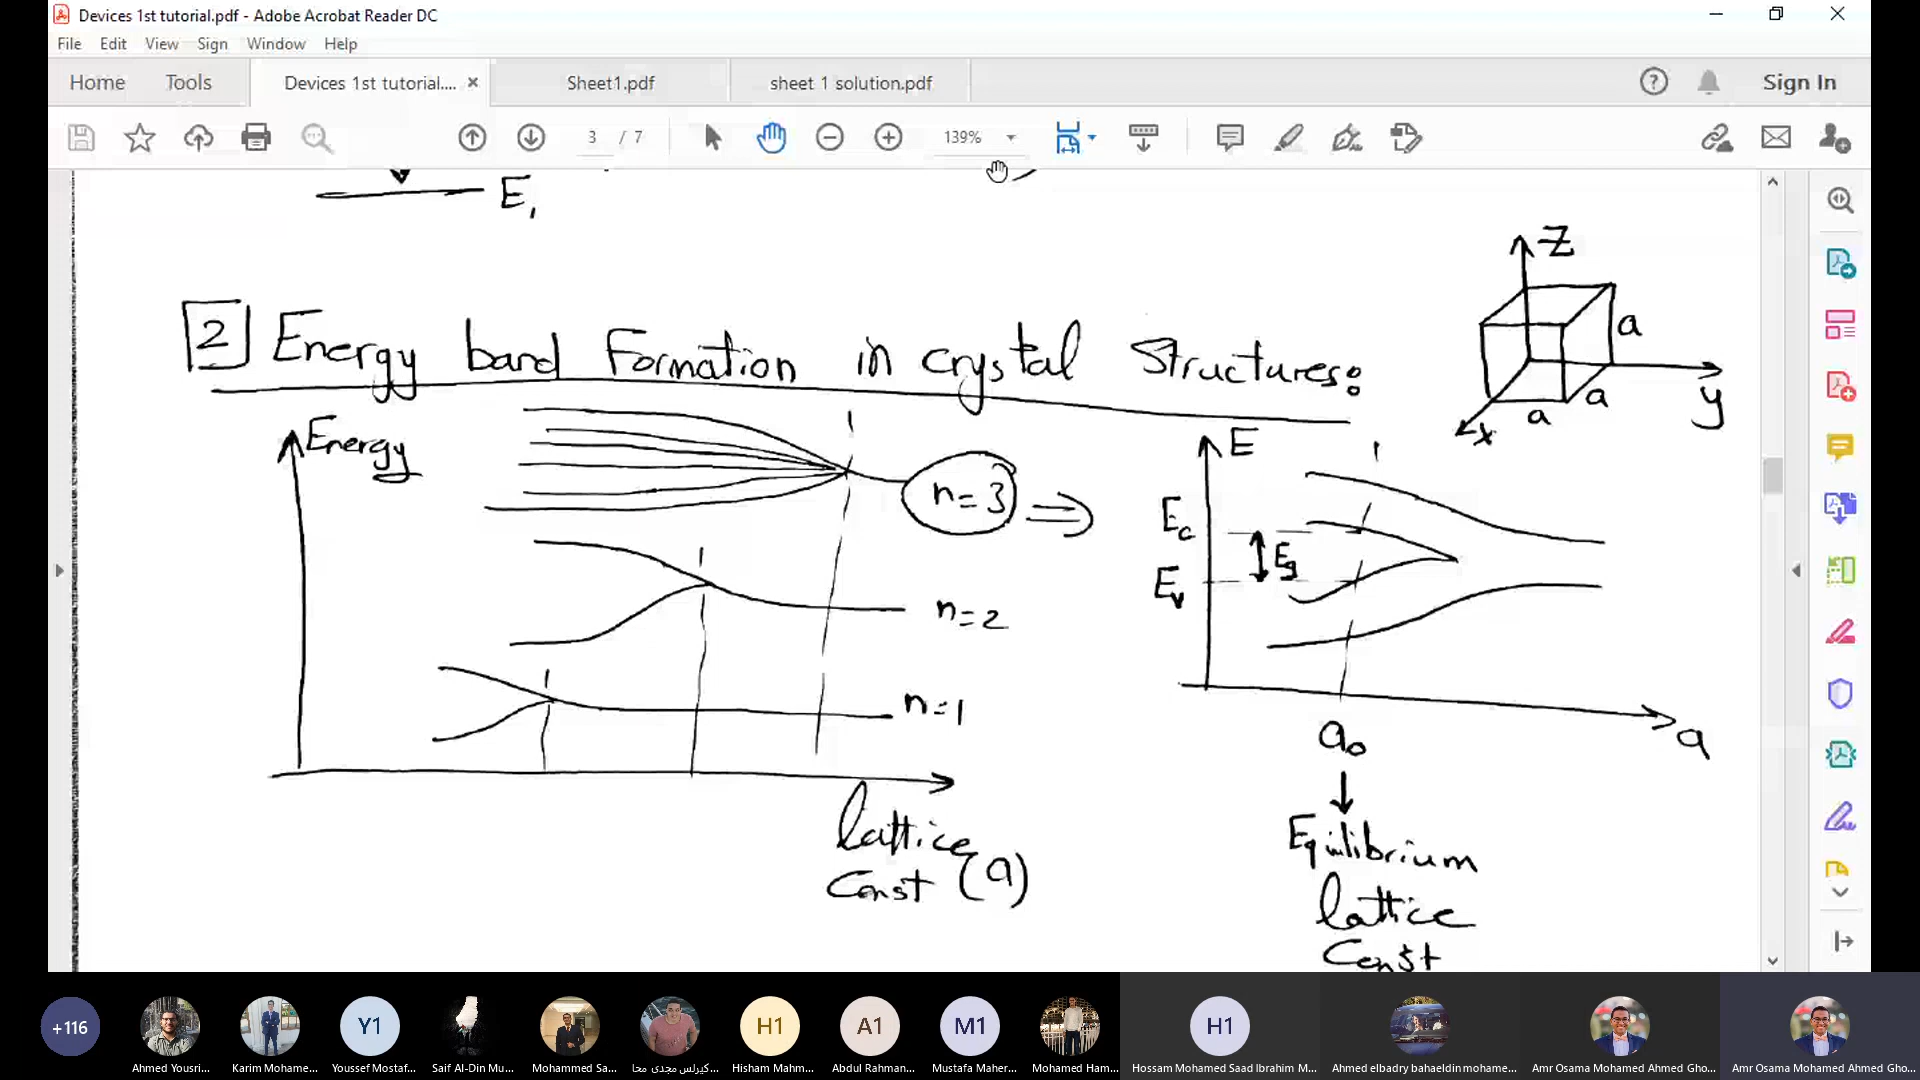 Devices 1st tutorial.pdf - Adobe Acrobat Reader DC
File Edit View Sign Window Help
Home Tools Devices 1st tutorial.... × Sheet1.pdf sheet 1 solution.pdf Sign In
3 / 7 139%
E1
Z
a
a
a
y
x
2 Energy band Formation in crystal Structures:
Energy
n=3
n=2
n=1
lattice
Const (a)
E
Ec
Eg
Ev
a
a0
Equilibrium
lattice
Const
+116
Y1
H1
A1
M1
H1
Ahmed Yousri...
Karim Mohame...
Youssef Mostaf...
Saif Al-Din Mu...
Mohammed Sa...
كيرلس مجدى محا...
Hisham Mahm...
Abdul Rahman...
Mustafa Maher...
Mohamed Ham...
Hossam Mohamed Saad Ibrahim M...
Ahmed elbadry bahaeldin mohame...
Amr Osama Mohamed Ahmed Gho...
Amr Osama Mohamed Ahmed Gho...